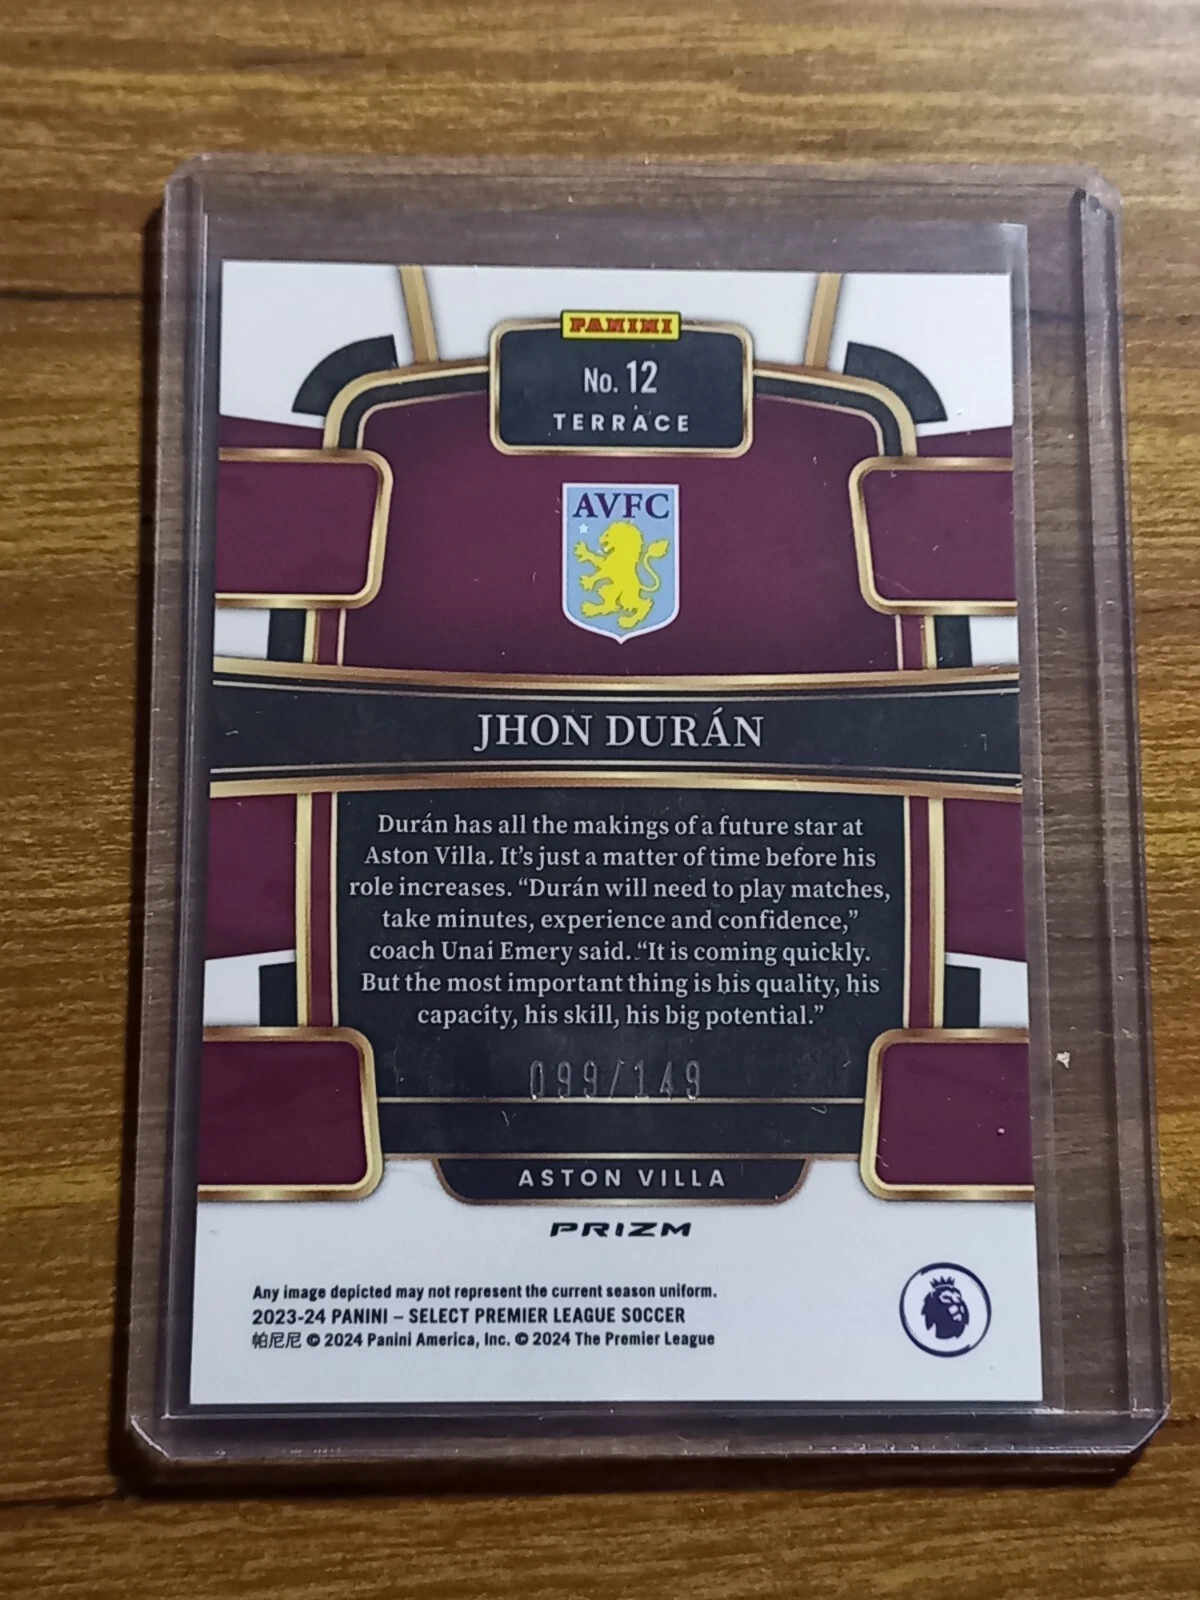 PANINI
No. 12
TERRACE
AVFC
JHON DURÁN
Durán has all the makings of a future star at
Aston Villa. It's just a matter of time before his
role increases. “Durán will need to play matches,
take minutes, experience and confidence,”
coach Unai Emery said. “It is coming quickly.
But the most important thing is his quality, his
capacity, his skill, his big potential.”
099/149
ASTON VILLA
PRIZM
Any image depicted may not represent the current season uniform.
2023-24 PANINI – SELECT PREMIER LEAGUE SOCCER
帕尼尼 © 2024 Panini America, Inc. © 2024 The Premier League